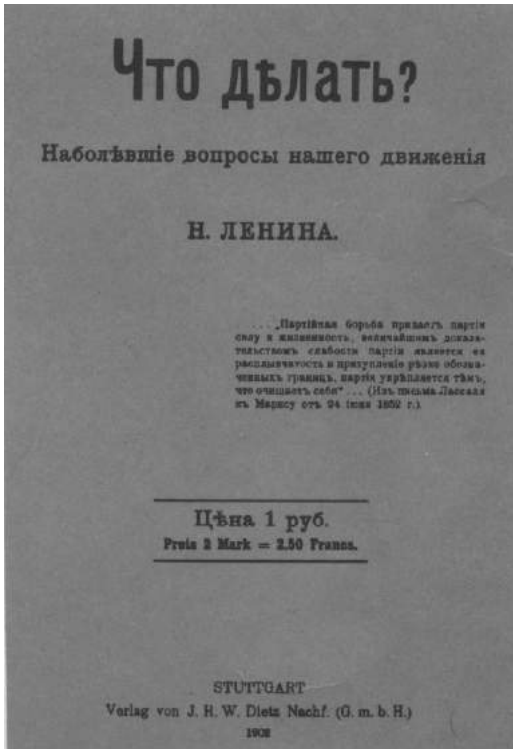 Что дѣлать?
Наболѣвшіе вопросы нашего движенія
Н. ЛЕНИНА.
. . . „Партійная борьба придаетъ партіи
силу и жизненность, величайшимъ доказа-
тельствомъ слабости партіи является ея
расплывчатость и притупленіе рѣзко обозна-
ченныхъ границъ, партія укрѣпляется тѣмъ,
что очищаетъ себя“ . . . (Изъ письма Лассаля
къ Марксу отъ 24 іюня 1852 г.)
Цѣна 1 руб.
Preis 2 Mark = 2.50 Francs.
STUTTGART
Verlag von J. H. W. Dietz Nachf. (G. m. b. H.)
1902